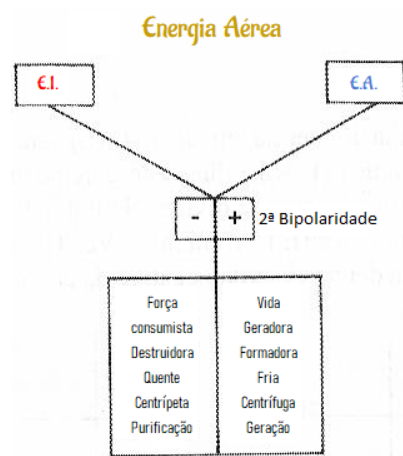 Energia Aérea
E.I.
E.A.
- + 2ª Bipolaridade
Força
consumista
Destruidora
Quente
Centrípeta
Purificação
Vida
Geradora
Formadora
Fria
Centrífuga
Geração